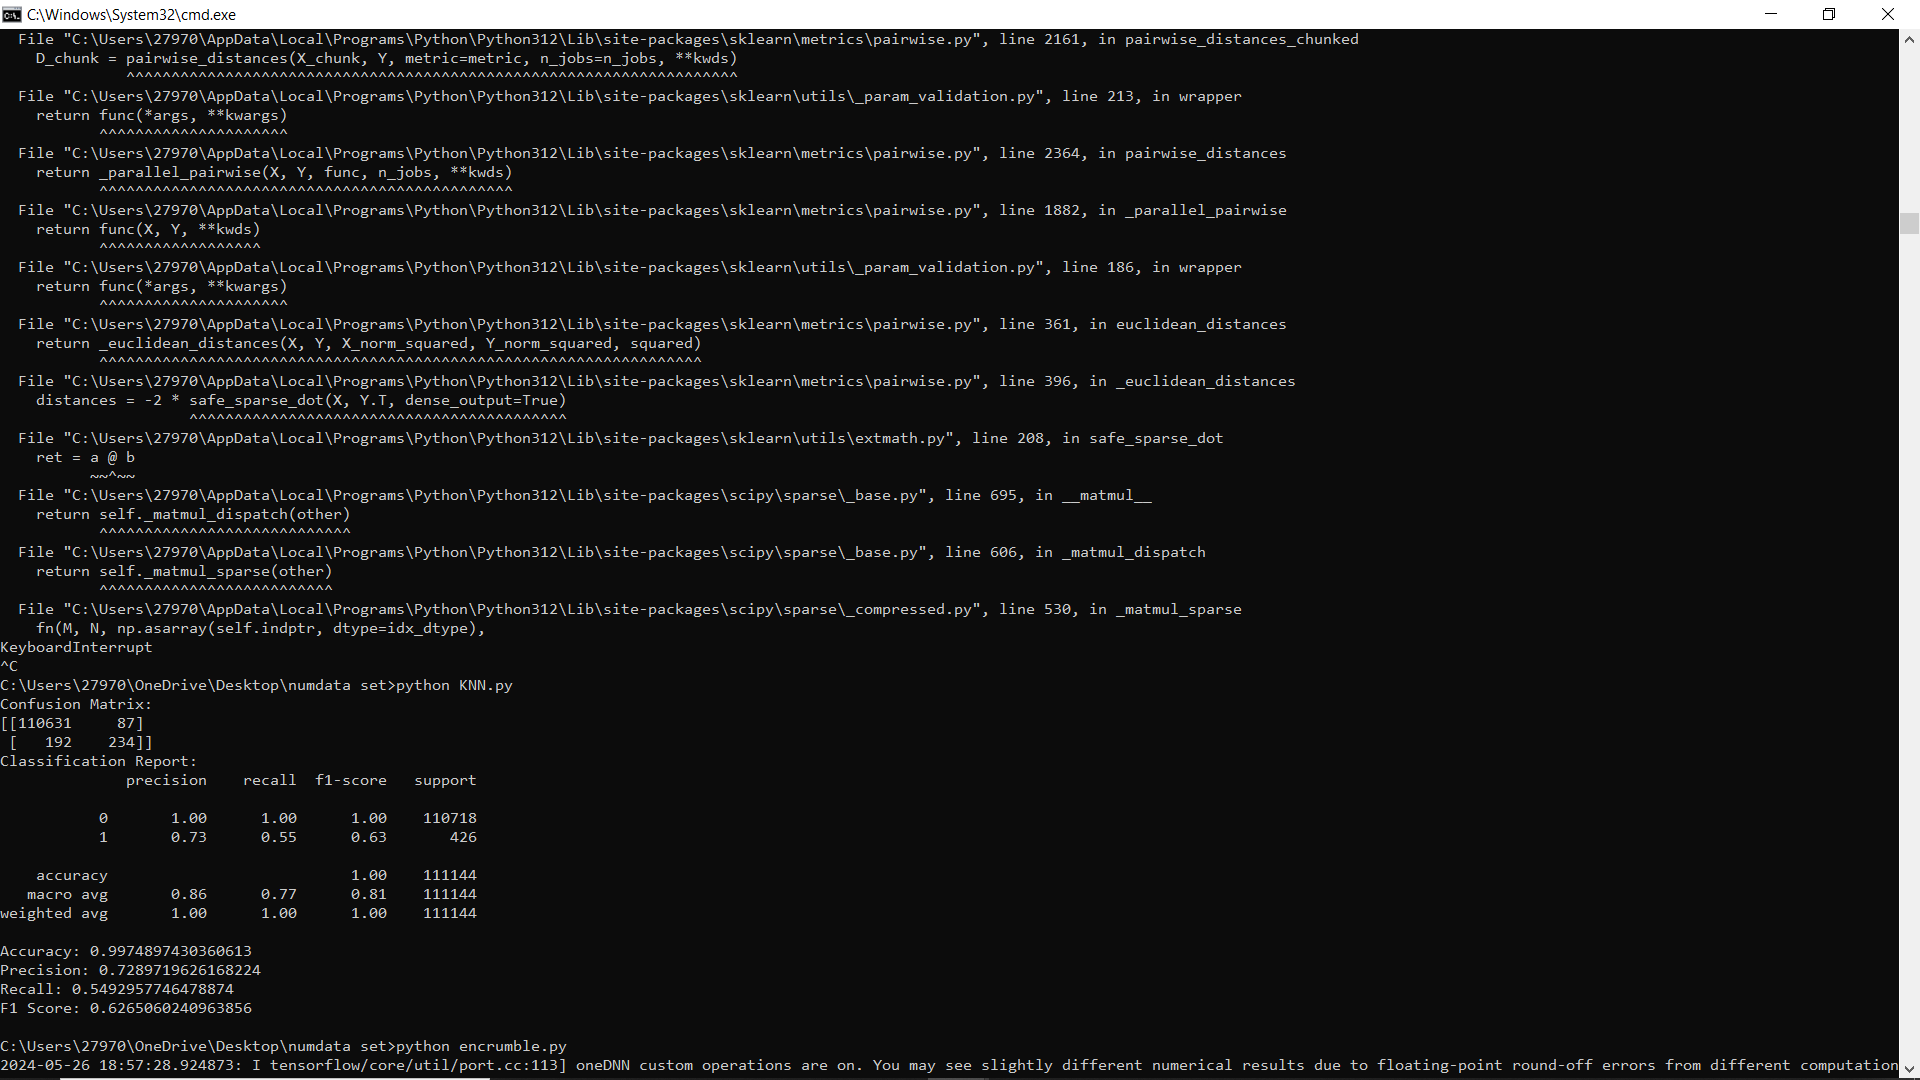 C:\Windows\System32\cmd.exe
  File "C:\Users\27970\AppData\Local\Programs\Python\Python312\Lib\site-packages\sklearn\metrics\pairwise.py", line 2161, in pairwise_distances_chunked
    D_chunk = pairwise_distances(X_chunk, Y, metric=metric, n_jobs=n_jobs, **kwds)
              ^^^^^^^^^^^^^^^^^^^^^^^^^^^^^^^^^^^^^^^^^^^^^^^^^^^^^^^^^^^^^^^^^^^^
  File "C:\Users\27970\AppData\Local\Programs\Python\Python312\Lib\site-packages\sklearn\utils\_param_validation.py", line 213, in wrapper
    return func(*args, **kwargs)
           ^^^^^^^^^^^^^^^^^^^^^
  File "C:\Users\27970\AppData\Local\Programs\Python\Python312\Lib\site-packages\sklearn\metrics\pairwise.py", line 2364, in pairwise_distances
    return _parallel_pairwise(X, Y, func, n_jobs, **kwds)
           ^^^^^^^^^^^^^^^^^^^^^^^^^^^^^^^^^^^^^^^^^^^^^^
  File "C:\Users\27970\AppData\Local\Programs\Python\Python312\Lib\site-packages\sklearn\metrics\pairwise.py", line 1882, in _parallel_pairwise
    return func(X, Y, **kwds)
           ^^^^^^^^^^^^^^^^^^
  File "C:\Users\27970\AppData\Local\Programs\Python\Python312\Lib\site-packages\sklearn\utils\_param_validation.py", line 186, in wrapper
    return func(*args, **kwargs)
           ^^^^^^^^^^^^^^^^^^^^^
  File "C:\Users\27970\AppData\Local\Programs\Python\Python312\Lib\site-packages\sklearn\metrics\pairwise.py", line 361, in euclidean_distances
    return _euclidean_distances(X, Y, X_norm_squared, Y_norm_squared, squared)
           ^^^^^^^^^^^^^^^^^^^^^^^^^^^^^^^^^^^^^^^^^^^^^^^^^^^^^^^^^^^^^^^^^^^
  File "C:\Users\27970\AppData\Local\Programs\Python\Python312\Lib\site-packages\sklearn\metrics\pairwise.py", line 396, in _euclidean_distances
    distances = -2 * safe_sparse_dot(X, Y.T, dense_output=True)
                     ^^^^^^^^^^^^^^^^^^^^^^^^^^^^^^^^^^^^^^^^^^
  File "C:\Users\27970\AppData\Local\Programs\Python\Python312\Lib\site-packages\sklearn\utils\extmath.py", line 208, in safe_sparse_dot
    ret = a @ b
          ~~^~~
  File "C:\Users\27970\AppData\Local\Programs\Python\Python312\Lib\site-packages\scipy\sparse\_base.py", line 695, in __matmul__
    return self._matmul_dispatch(other)
           ^^^^^^^^^^^^^^^^^^^^^^^^^^^^
  File "C:\Users\27970\AppData\Local\Programs\Python\Python312\Lib\site-packages\scipy\sparse\_base.py", line 606, in _matmul_dispatch
    return self._matmul_sparse(other)
           ^^^^^^^^^^^^^^^^^^^^^^^^^^
  File "C:\Users\27970\AppData\Local\Programs\Python\Python312\Lib\site-packages\scipy\sparse\_compressed.py", line 530, in _matmul_sparse
    fn(M, N, np.asarray(self.indptr, dtype=idx_dtype),
KeyboardInterrupt
^C
C:\Users\27970\OneDrive\Desktop\numdata set>python KNN.py
Confusion Matrix:
[[110631     87]
 [   192    234]]
Classification Report:
              precision    recall  f1-score   support

           0       1.00      1.00      1.00    110718
           1       0.73      0.55      0.63       426

    accuracy                           1.00    111144
   macro avg       0.86      0.77      0.81    111144
weighted avg       1.00      1.00      1.00    111144

Accuracy: 0.9974897430360613
Precision: 0.7289719626168224
Recall: 0.5492957746478874
F1 Score: 0.6265060240963856

C:\Users\27970\OneDrive\Desktop\numdata set>python encrumble.py
2024-05-26 18:57:28.924873: I tensorflow/core/util/port.cc:113] oneDNN custom operations are on. You may see slightly different numerical results due to floating-point round-off errors from different computation